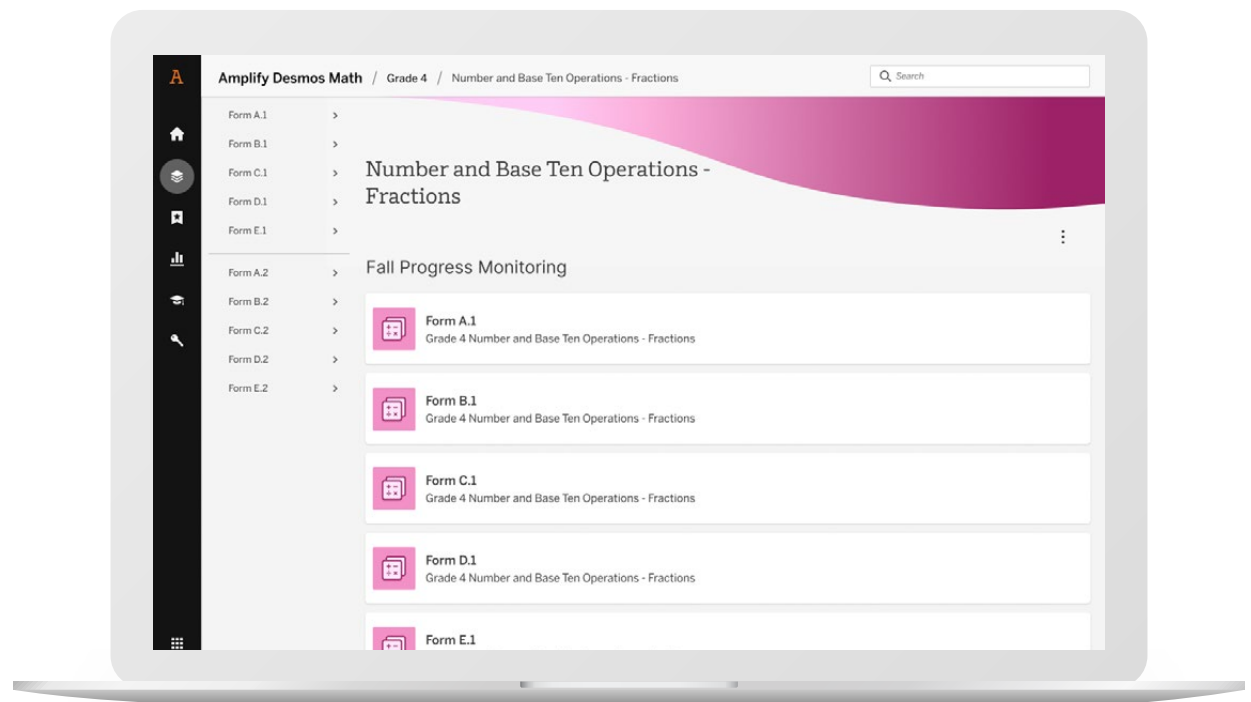 A
Amplify Desmos Math / Grade 4 / Number and Base Ten Operations - Fractions
Search
Form A.1
Form B.1
Form C.1
Form D.1
Form E.1
Form A.2
Form B.2
Form C.2
Form D.2
Form E.2
Number and Base Ten Operations -
Fractions
Fall Progress Monitoring
Form A.1
Grade 4 Number and Base Ten Operations - Fractions
Form B.1
Grade 4 Number and Base Ten Operations - Fractions
Form C.1
Grade 4 Number and Base Ten Operations - Fractions
Form D.1
Grade 4 Number and Base Ten Operations - Fractions
Form E.1